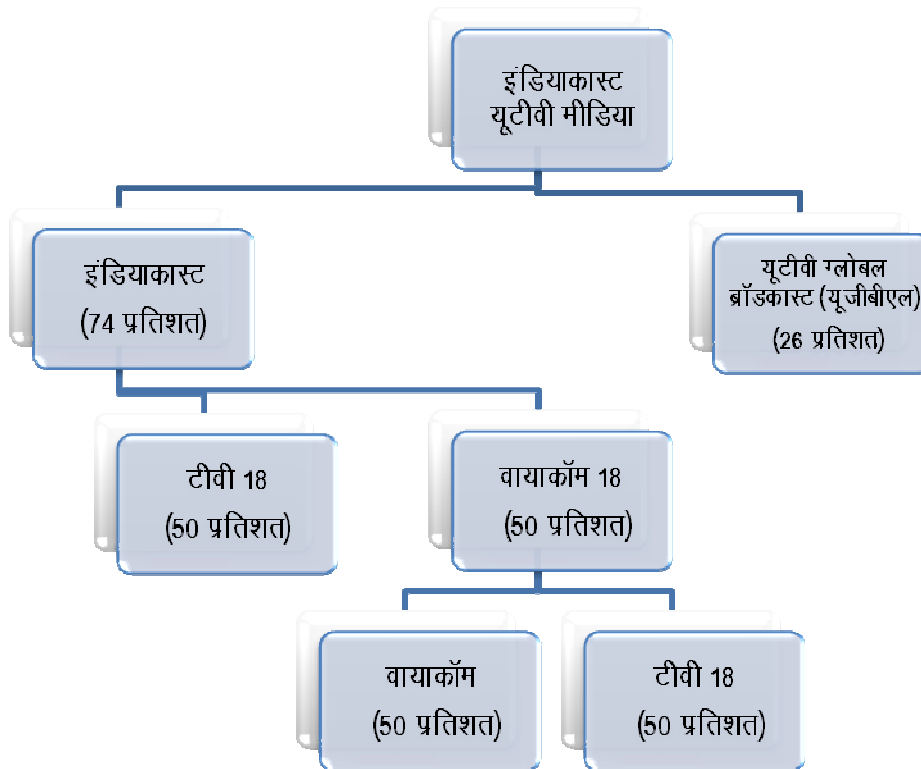 इंडियाकास्ट
यूटीवी मीडिया
इंडियाकास्ट
(74 प्रतिशत)
यूटीवी ग्लोबल
ब्रॉडकास्ट (यूजीबीएल)
(26 प्रतिशत)
टीवी 18
(50 प्रतिशत)
वायाकॉम 18
(50 प्रतिशत)
वायाकॉम
(50 प्रतिशत)
टीवी 18
(50 प्रतिशत)